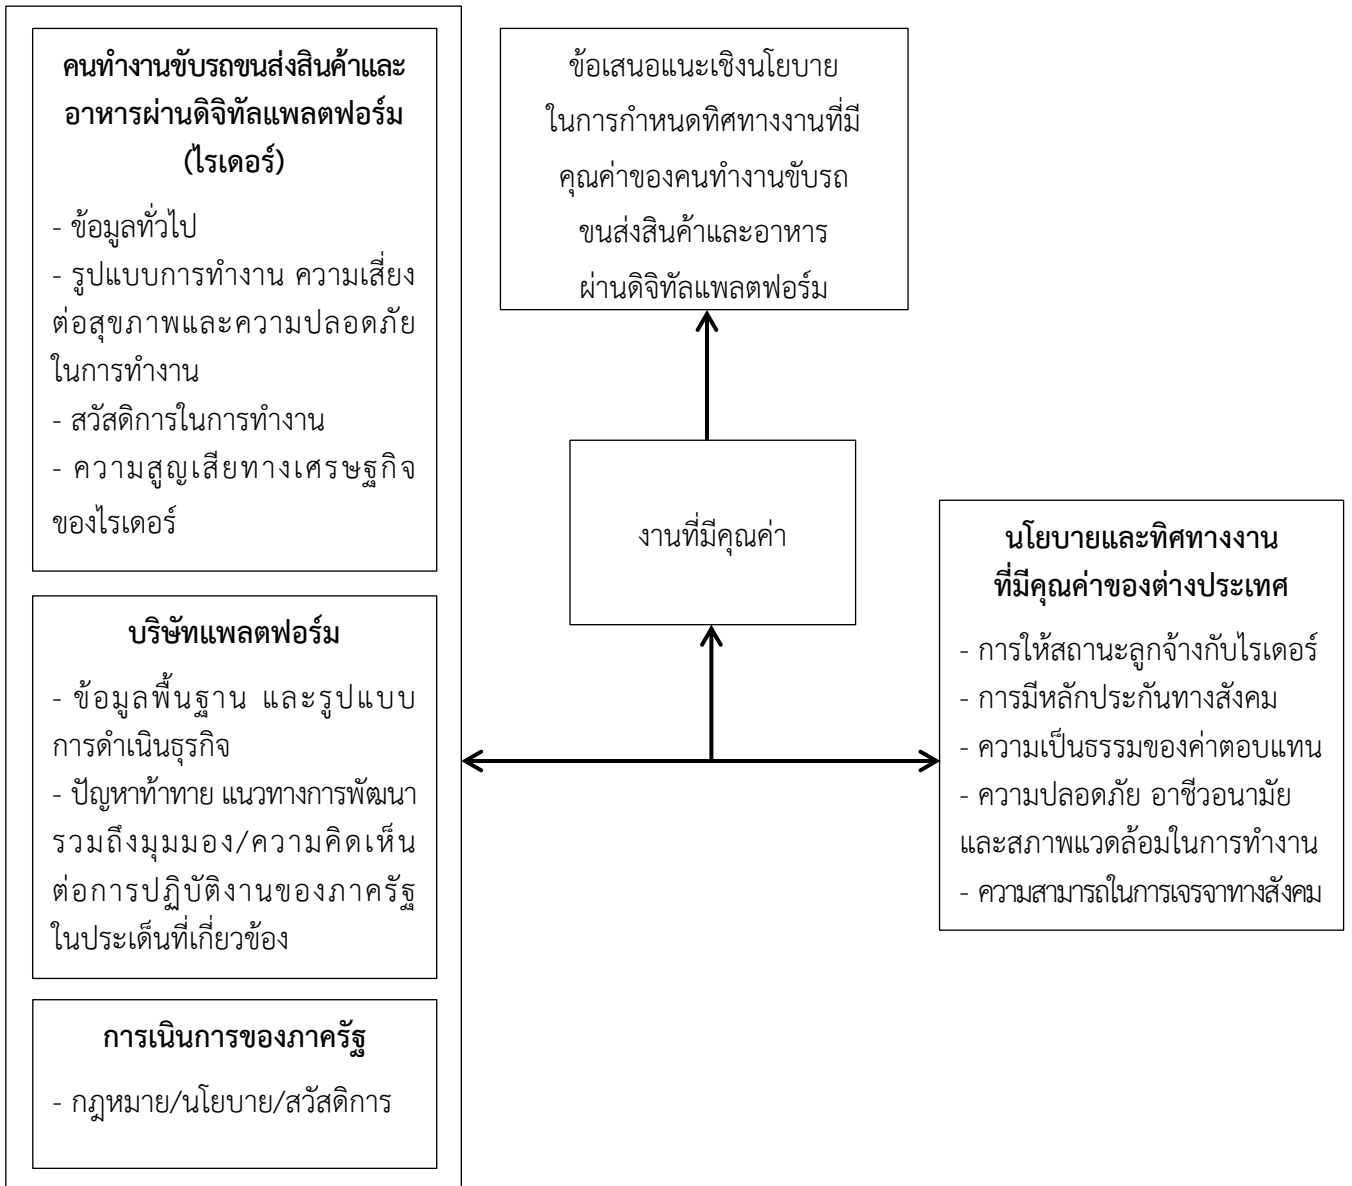 คนทำงานขับรถขนส่งสินค้าและ
อาหารผ่านดิจิทัลแพลตฟอร์ม
(ไรเดอร์)
- ข้อมูลทั่วไป
- รูปแบบการทำงาน ความเสี่ยง
ต่อสุขภาพและความปลอดภัย
ในการทำงาน
- สวัสดิการในการทำงาน
- ความสูญเสียทางเศรษฐกิจ
ของไรเดอร์
บริษัทแพลตฟอร์ม
- ข้อมูลพื้นฐาน และรูปแบบ
การดำเนินธุรกิจ
- ปัญหาท้าทาย แนวทางการพัฒนา
รวมถึงมุมมอง/ความคิดเห็น
ต่อการปฏิบัติงานของภาครัฐ
ในประเด็นที่เกี่ยวข้อง
การเนินการของภาครัฐ
- กฎหมาย/นโยบาย/สวัสดิการ
ข้อเสนอแนะเชิงนโยบาย
ในการกำหนดทิศทางงานที่มี
คุณค่าของคนทำงานขับรถ
ขนส่งสินค้าและอาหาร
ผ่านดิจิทัลแพลตฟอร์ม
งานที่มีคุณค่า
นโยบายและทิศทางงาน
ที่มีคุณค่าของต่างประเทศ
- การให้สถานะลูกจ้างกับไรเดอร์
- การมีหลักประกันทางสังคม
- ความเป็นธรรมของค่าตอบแทน
- ความปลอดภัย อาชีวอนามัย
และสภาพแวดล้อมในการทำงาน
- ความสามารถในการเจรจาทางสังคม